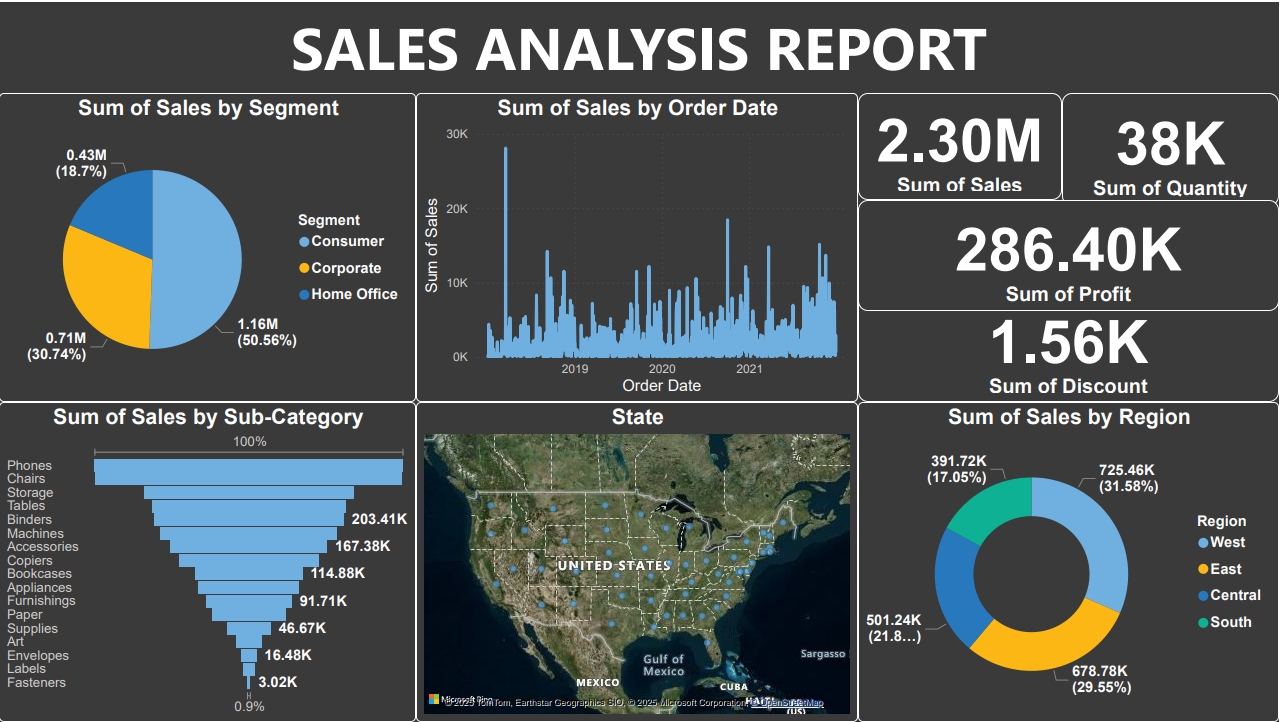 SALES ANALYSIS REPORT
Sum of Sales by Segment
0.43M
(18.7%)
Segment
Consumer
Corporate
Home Office
0.71M
(30.74%)
1.16M
(50.56%)
Sum of Sales by Order Date
Sum of Sales
30K
20K
10K
0K
2019
2020
2021
Order Date
2.30M
Sum of Sales
38K
Sum of Quantity
286.40K
Sum of Profit
1.56K
Sum of Discount
Sum of Sales by Sub-Category
100%
Phones
Chairs
Storage
Tables
Binders 203.41K
Machines
Accessories 167.38K
Copiers
Bookcases 114.88K
Appliances
Furnishings 91.71K
Paper
Supplies 46.67K
Art
Envelopes 16.48K
Labels
Fasteners 3.02K
0.9%
State
UNITED STATES
Gulf of
Mexico
Sargasso
MEXICO
CUBA
HAITI
(US)
Microsoft Bing
© 2025 TomTom, Earthstar Geographics SIO, © 2025 Microsoft Corporation, © OpenStreetMap
Sum of Sales by Region
391.72K
(17.05%)
725.46K
(31.58%)
Region
West
East
Central
South
501.24K
(21.8...)
678.78K
(29.55%)